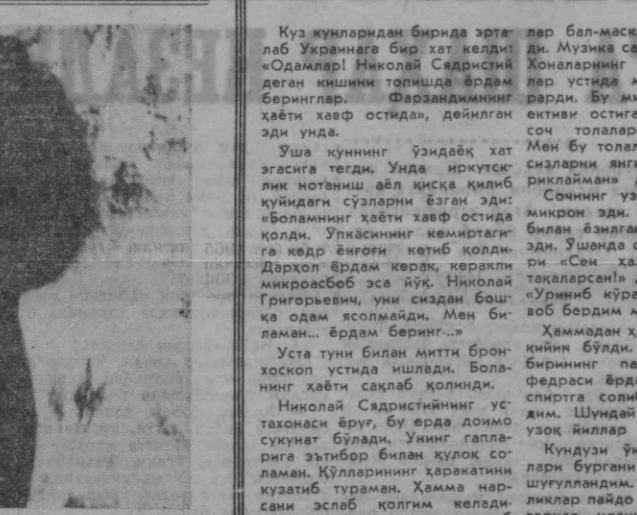 Куз кунларидан бирида эрта-
лаб Украинага бир хат келди:
«Одамлар! Николай Сядристий
деган кишини топишда ёрдам
беринглар. Фарзандимнинг
ҳаёти хавф остида», дейилган
эди унда.
Ўша куннинг ўзидаёқ хат
эгасига тегди. Унда иркутск-
лик нотаниш аёл қисқа қилиб
қуйидаги сўзларни ёзган эди:
«Боламнинг ҳаёти хавф остида
қолди. Ўпкасининг кемиртаги-
га кедр ёнғоғи кетиб қолди.
Дарҳол ёрдам керак, керакли
микроасбоб эса йўқ. Николай
Григорьевич, уни сиздан бош-
қа одам ясолмайди. Мен би-
ламан... ёрдам беринг...»
Уста туни билан митти брон-
хоскоп устида ишлади. Бола-
нинг ҳаёти сақлаб қолинди.
Николай Сядристийнинг ус-
тахонаси ёруғ, бу ерда доимо
сукунат бўлади. Унинг гапла-
рига эътибор билан қулоқ со-
ламан. Қўлларининг ҳаракатини
кузатиб тураман. Ҳамма нар-
сани эслаб қолгим келади.
лар бал-маск
ди. Музика са
Хоналарнинг
лар устида м
рарди. Бу ми
ективи остига
соч толалар
Мен бу толал
сизларни янг
риклайман»
Сочнинг уз
микрон эди.
билан ёзилга
эди. Ўшанда с
ри «Сен ҳа
такаларсан!»
«Уриниб кўра
воб бердим м
Ҳаммадан ҳ
қийин бўлди.
бирининг па
федраси ёрд
спиртга соли
дим. Шундай
узоқ йиллар
Кундузи ў
лари бургани
шуғулландим.
ликлар пайдо